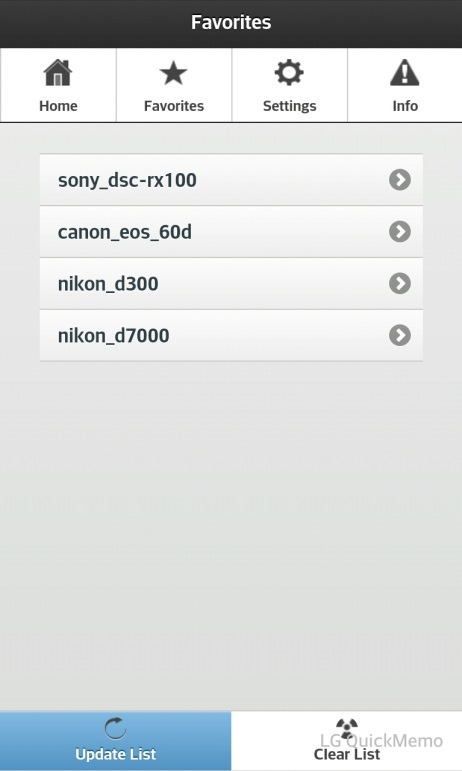 Favorites
Home Favorites Settings Info
sony_dsc-rx100
canon_eos_60d
nikon_d300
nikon_d7000
LG QuickMemo
Update List Clear List